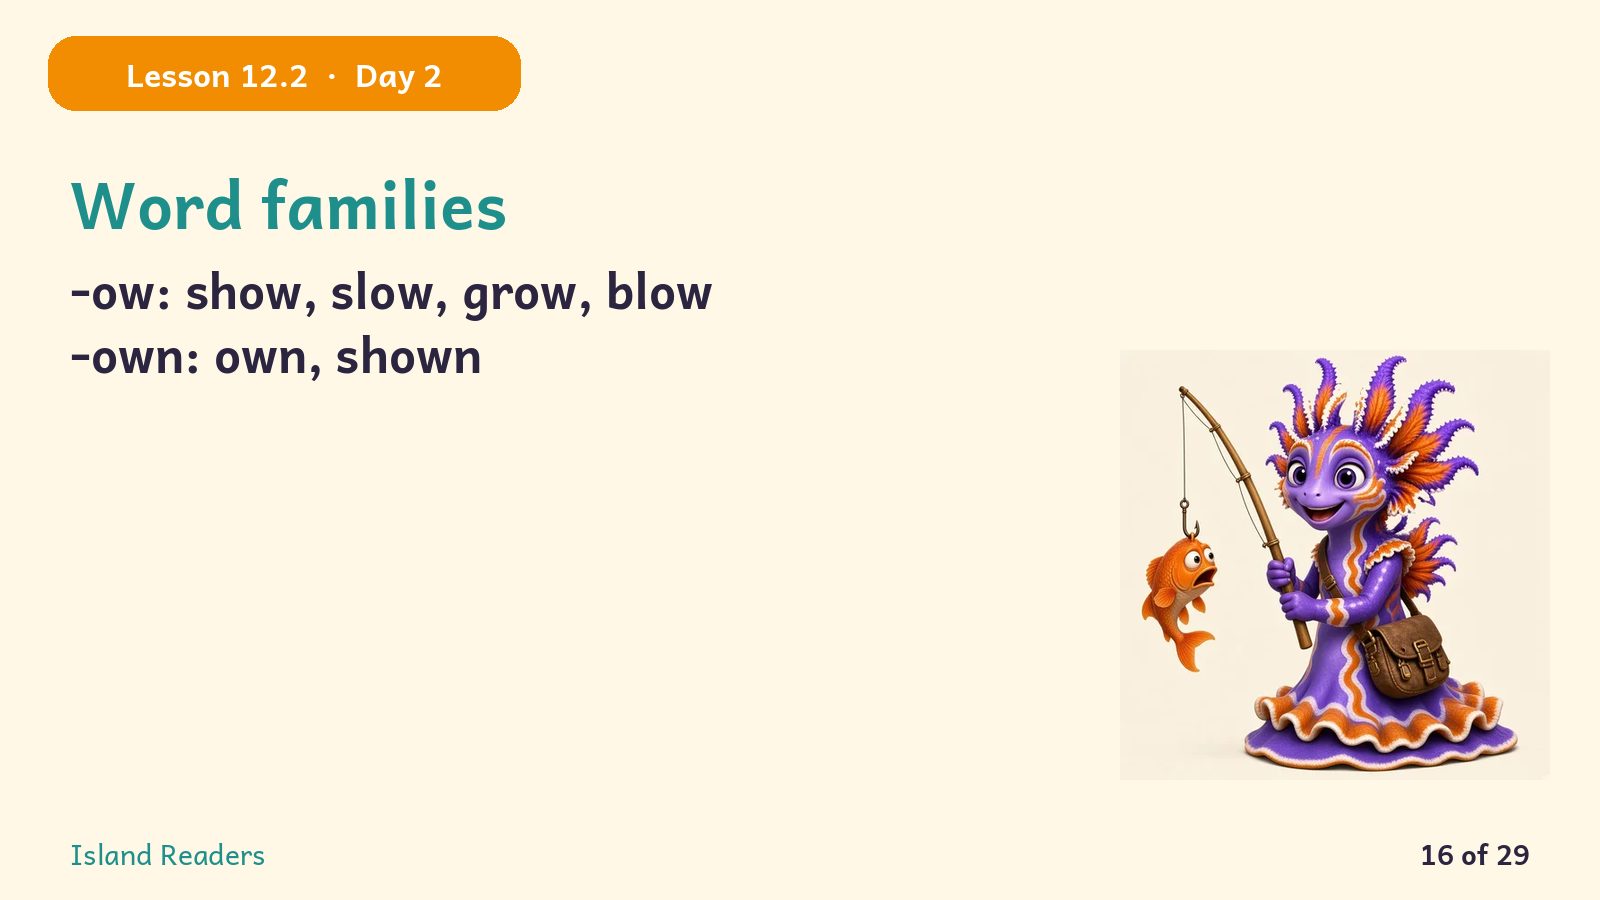 Lesson 12.2 · Day 2
Word families
-ow: show, slow, grow, blow
-own: own, shown
Island Readers
16 of 29